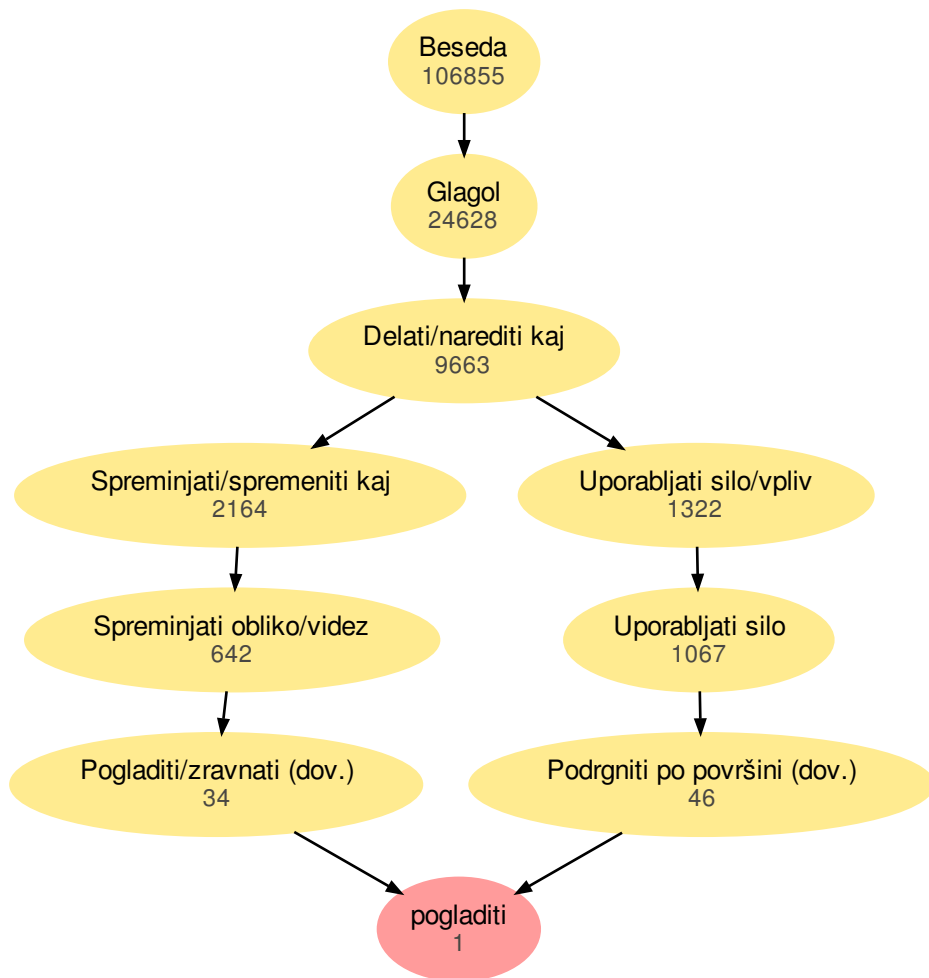 Beseda
106855
Glagol
24628
Delati/narediti kaj
9663
Spreminjati/spremeniti kaj
2164
Uporabljati silo/vpliv
1322
Spreminjati obliko/videz
642
Uporabljati silo
1067
Pogladiti/zravnati (dov.)
34
Podrgniti po površini (dov.)
46
pogladiti
1